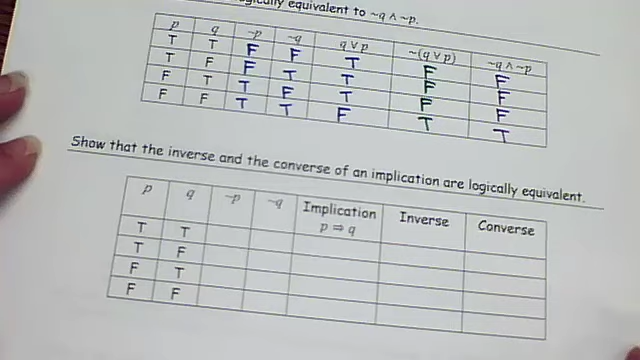 logically equivalent to ~q ∧ ~p.
p q ~p ~q q ∨ p ~(q ∨ p) ~q ∧ ~p
T T F F T F F
T F F T T F F
F T T F T F F
F F T T F T T
Show that the inverse and the converse of an implication are logically equivalent.
p q ~p ~q Implication p ⇒ q Inverse Converse
T T
T F
F T
F F